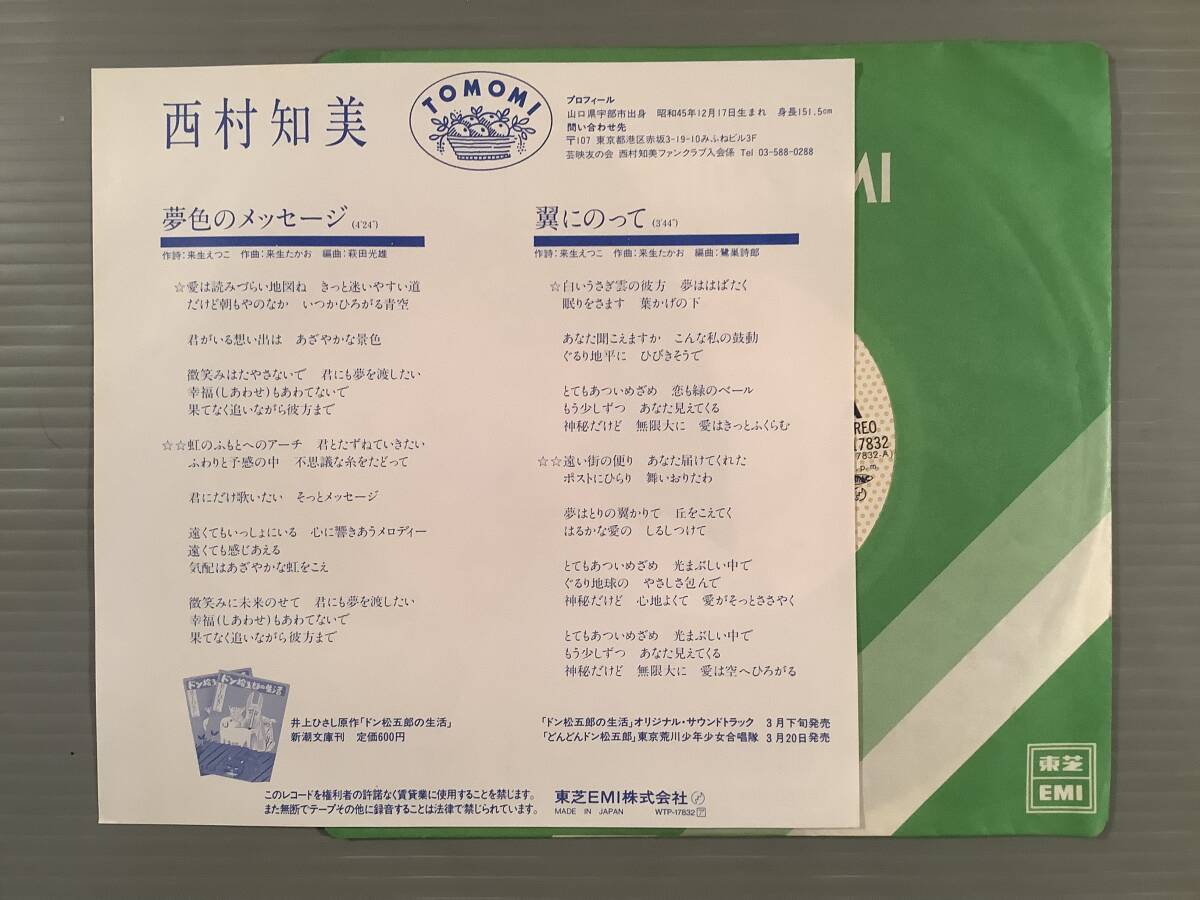 西村知美
TOMOMI
プロフィール
山口県宇部市出身 昭和45年12月17日生まれ 身長151.5cm
問い合わせ先
〒107 東京都港区赤坂3-19-10みふねビル3F
芸映友の会 西村知美ファンクラブ入会係 Tel 03-588-0288
夢色のメッセージ (4'24")
作詩:来生えつこ 作曲:来生たかお 編曲:萩田光雄
☆愛は読みづらい地図ね きっと迷いやすい道
だけど朝もやのなか いつかひろがる青空
君がいる想い出は あざやかな景色
微笑みはたやさないで 君にも夢を渡したい
幸福(しあわせ)もあわてないで
果てなく追いながら彼方まで
☆☆虹のふもとへのアーチ 君とたずねていきたい
ふわりと予感の中 不思議な糸をたどって
君にだけ歌いたい そっとメッセージ
遠くてもいっしょにいる 心に響きあうメロディー
遠くても感じあえる
気配はあざやかな虹をこえ
微笑みに未来のせて 君にも夢を渡したい
幸福(しあわせ)もあわてないで
果てなく追いながら彼方まで
翼にのって (3'44")
作詩:来生えつこ 作曲:来生たかお 編曲:鷺巣詩郎
☆白いうさぎ雲の彼方 夢ははばたく
眠りをさます 葉かげの下
あなた聞こえますか こんな私の鼓動
ぐるり地平に ひびきそうで
とてもあついめざめ 恋も緑のベール
もう少しずつ あなた見えてくる
神秘だけど 無限大に 愛はきっとふくらむ
☆☆遠い街の便り あなた届けてくれた
ポストにひらり 舞いおりたわ
夢はとりの翼かりて 丘をこえてく
はるかな愛の しるしつけて
とてもあついめざめ 光まぶしい中で
ぐるり地球の やさしさ包んで
神秘だけど 心地よくて 愛がそっとささやく
とてもあついめざめ 光まぶしい中で
もう少しずつ あなた見えてくる
神秘だけど 無限大に 愛は空へひろがる
ドン松五郎の生活
井上ひさし原作「ドン松五郎の生活」
新潮文庫刊 定価600円
「ドン松五郎の生活」オリジナル・サウンドトラック 3月下旬発売
「どんどんドン松五郎」東京荒川少年少女合唱隊 3月20日発売
このレコードを権利者の許諾なく賃貸業に使用することを禁じます。
また無断でテープその他に録音することは法律で禁じられています。
東芝EMI株式会社
MADE IN JAPAN WTP-17832
MI
A
REO
7832
7832-A)
p.m.
東芝
EMI